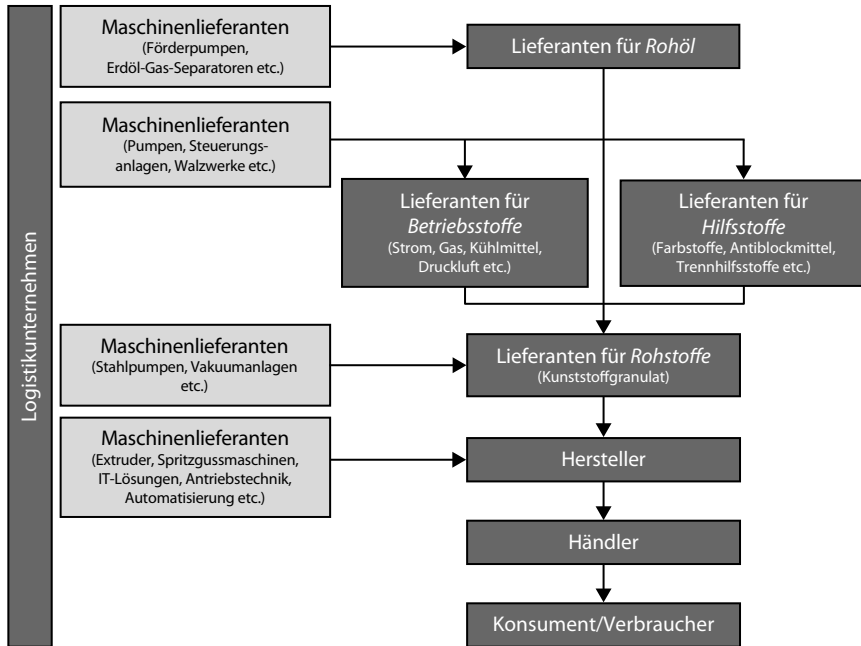 Logistikunternehmen
Maschinenlieferanten
(Förderpumpen,
Erdöl-Gas-Separatoren etc.)
Lieferanten für Rohöl
Maschinenlieferanten
(Pumpen, Steuerungs-
anlagen, Walzwerke etc.)
Lieferanten für
Betriebsstoffe
(Strom, Gas, Kühlmittel,
Druckluft etc.)
Lieferanten für
Hilfsstoffe
(Farbstoffe, Antiblockmittel,
Trennhilfsstoffe etc.)
Maschinenlieferanten
(Stahlpumpen, Vakuumanlagen
etc.)
Lieferanten für Rohstoffe
(Kunststoffgranulat)
Maschinenlieferanten
(Extruder, Spritzgussmaschinen,
IT-Lösungen, Antriebstechnik,
Automatisierung etc.)
Hersteller
Händler
Konsument/Verbraucher